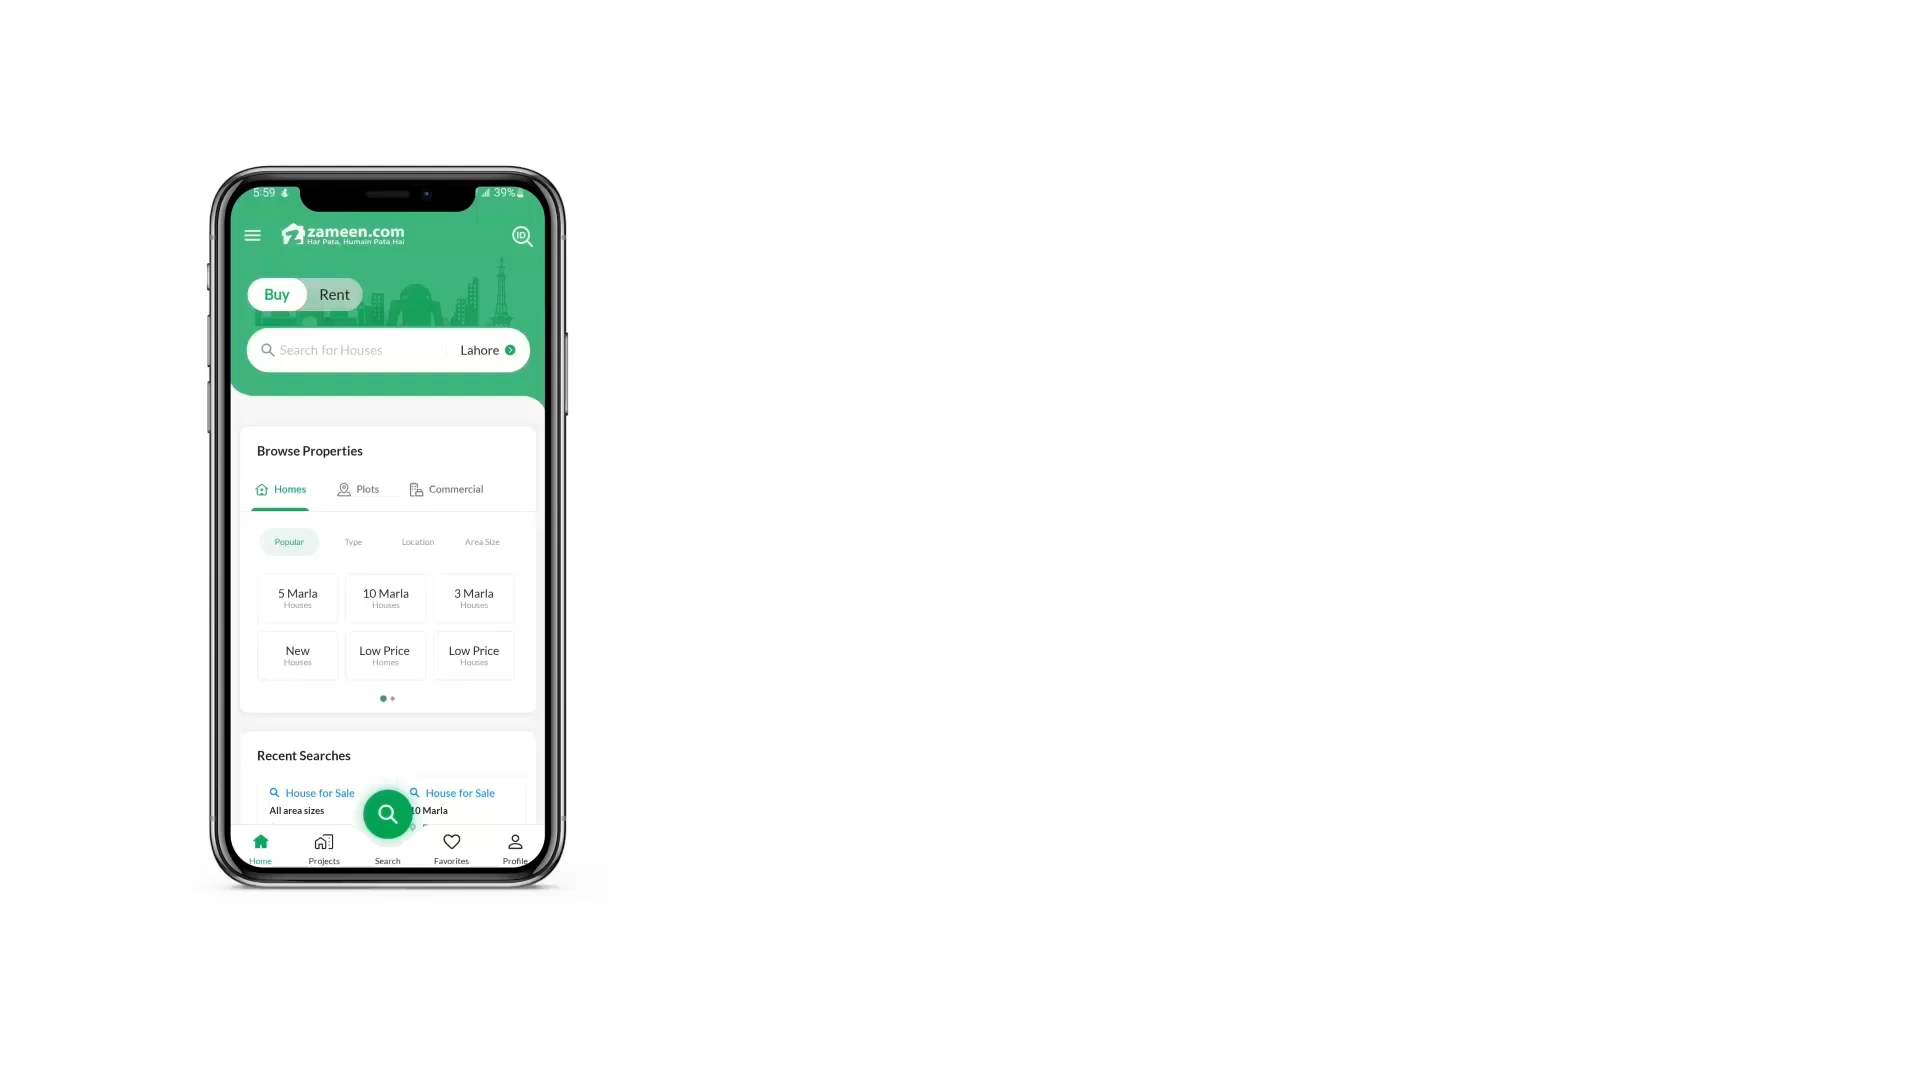 5:59
39%
zameen.com
Har Pata, Humain Pata Hai
ID
Buy Rent
Search for Houses Lahore
Browse Properties
Homes Plots Commercial
Popular Type Location Area Size
5 Marla 10 Marla 3 Marla
Houses Houses Houses
New Low Price Low Price
Houses Homes Houses
Recent Searches
House for Sale House for Sale
All area sizes 10 Marla
Home Projects Search Favorites Profile